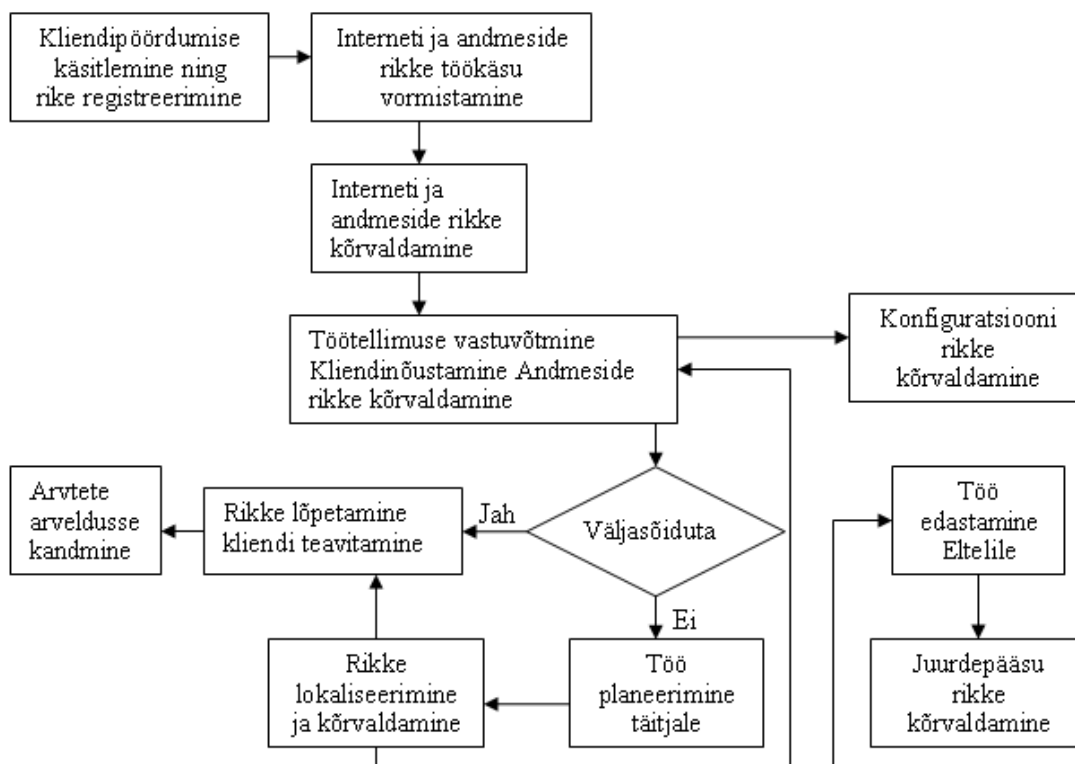 Kliendipöördumise
käsitlemine ning
rike registreerimine
Interneti ja andmeside
rikke töökäsu
vormistamine
Interneti ja
andmeside rikke
kõrvaldamine
Töötellimuse vastuvõtmine
Kliendinõustamine Andmeside
rikke kõrvaldamine
Konfiguratsiooni
rikke
kõrvaldamine
Arvtete
arveldusse
kandmine
Rikke lõpetamine
kliendi teavitamine
Jah
Väljasõiduta
Ei
Töö
edastamine
Eltelile
Rikke
lokaliseerimine
ja kõrvaldamine
Töö
planeerimine
täitjale
Juurdepääsu
rikke
kõrvaldamine